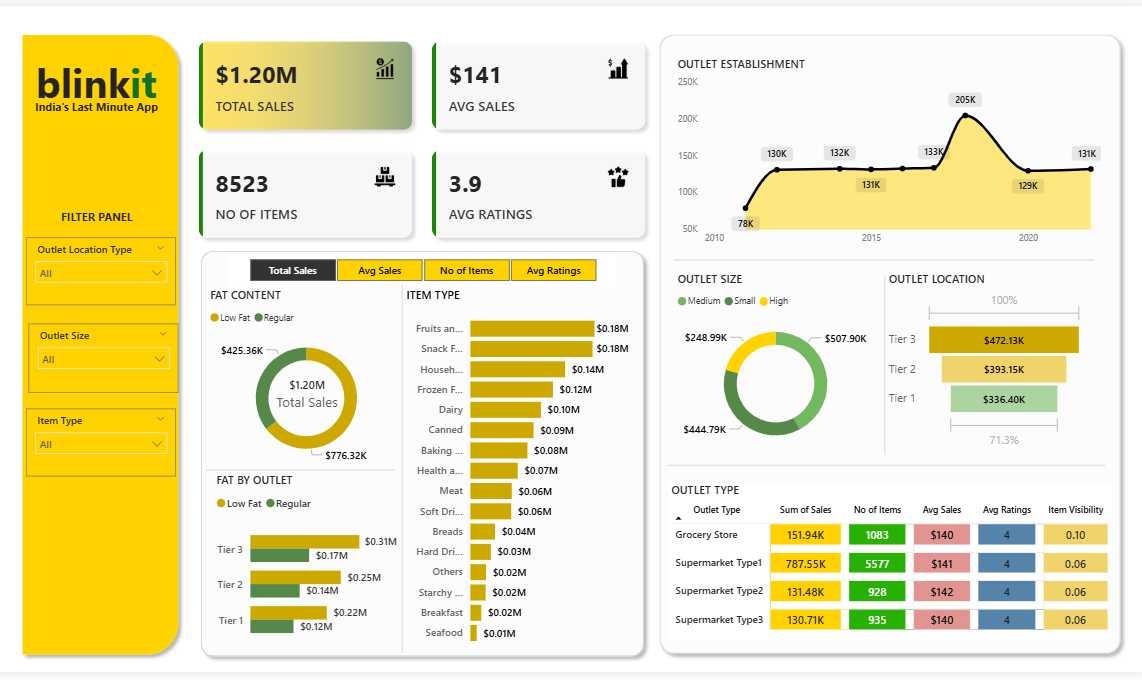 blinkit
India's Last Minute App
FILTER PANEL
Outlet Location Type
All
Outlet Size
All
Item Type
All
$1.20M
TOTAL SALES
$141
AVG SALES
8523
NO OF ITEMS
3.9
AVG RATINGS
Total Sales Avg Sales No of Items Avg Ratings
FAT CONTENT
Low Fat Regular
$425.36K
$1.20M
Total Sales
$776.32K
FAT BY OUTLET
Low Fat Regular
Tier 3 $0.31M
$0.17M
Tier 2 $0.25M
$0.14M
Tier 1 $0.22M
$0.12M
ITEM TYPE
Fruits an... $0.18M
Snack F... $0.18M
Househ... $0.14M
Frozen F... $0.12M
Dairy $0.10M
Canned $0.09M
Baking ... $0.08M
Health a... $0.07M
Meat $0.06M
Soft Dri... $0.06M
Breads $0.04M
Hard Dri... $0.03M
Others $0.02M
Starchy ... $0.02M
Breakfast $0.02M
Seafood $0.01M
OUTLET ESTABLISHMENT
250K
200K
150K
100K
50K
78K
130K
132K
131K
133K
205K
129K
131K
2010 2015 2020
OUTLET SIZE
Medium Small High
$248.99K
$507.90K
$444.79K
OUTLET LOCATION
100%
Tier 3 $472.13K
Tier 2 $393.15K
Tier 1 $336.40K
71.3%
OUTLET TYPE
Outlet Type Sum of Sales No of Items Avg Sales Avg Ratings Item Visibility
Grocery Store 151.94K 1083 $140 4 0.10
Supermarket Type1 787.55K 5577 $141 4 0.06
Supermarket Type2 131.48K 928 $142 4 0.06
Supermarket Type3 130.71K 935 $140 4 0.06